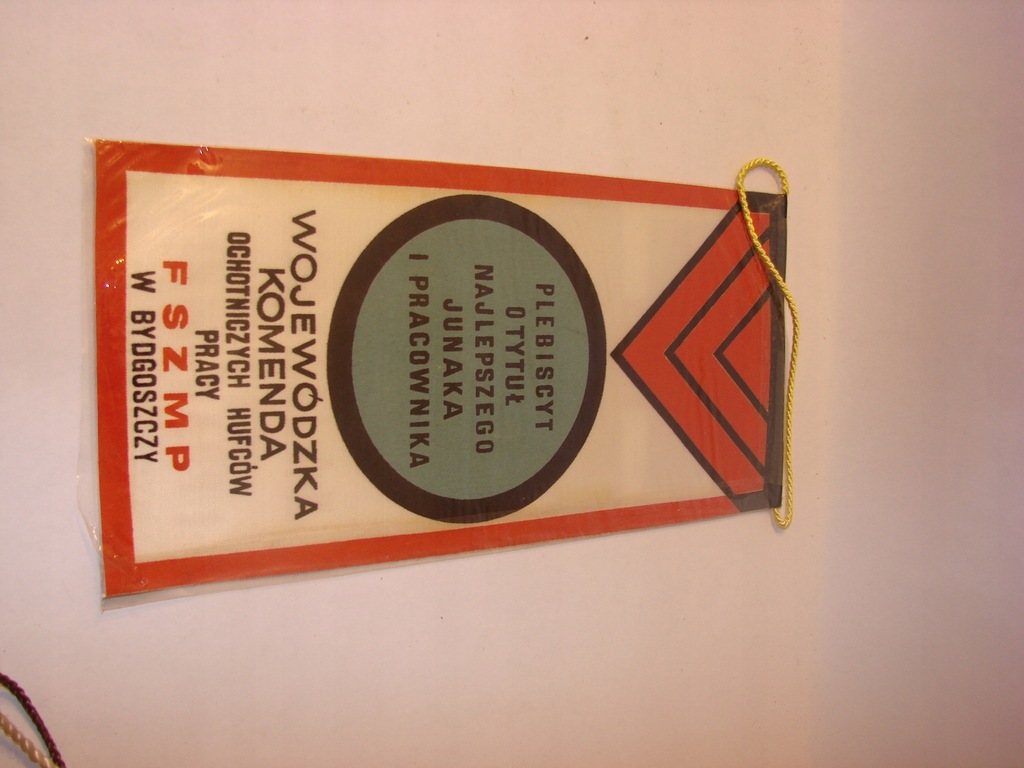 PLEBISCYT
O TYTUŁ
NAJLEPSZEGO
JUNAKA
I PRACOWNIKA
WOJEWÓDZKA
KOMENDA
OCHOTNICZYCH HUFCÓW
PRACY
FSZMP
W BYDGOSZCZY